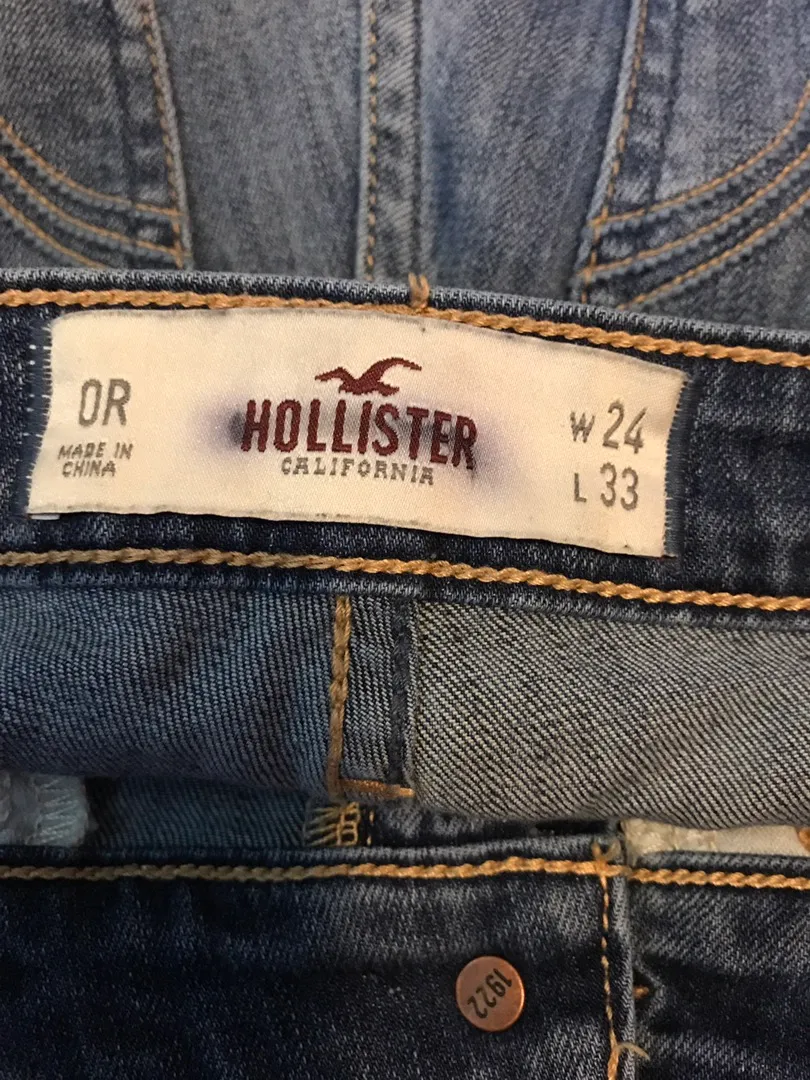 0R
MADE IN
CHINA
HOLLISTER
CALIFORNIA
W 24
L 33
1922